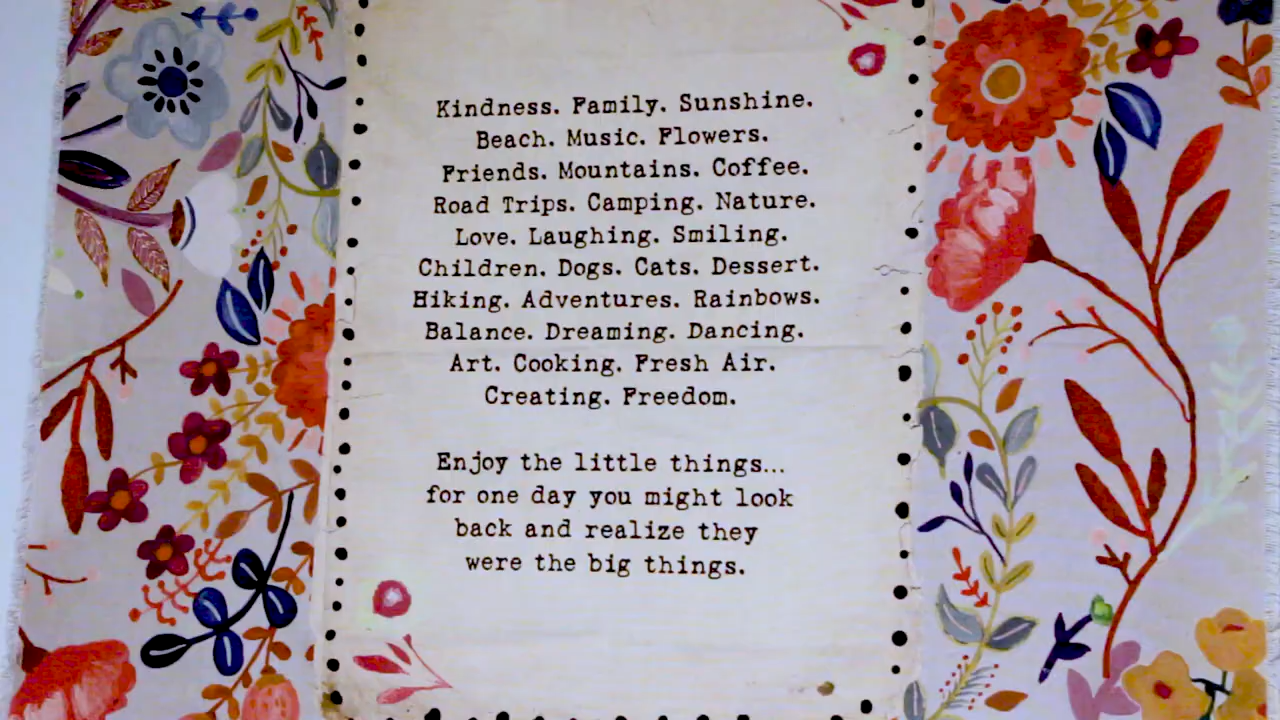 Kindness. Family. Sunshine.
Beach. Music. Flowers.
Friends. Mountains. Coffee.
Road Trips. Camping. Nature.
Love. Laughing. Smiling.
Children. Dogs. Cats. Dessert.
Hiking. Adventures. Rainbows.
Balance. Dreaming. Dancing.
Art. Cooking. Fresh Air.
Creating. Freedom.
Enjoy the little things...
for one day you might look
back and realize they
were the big things.